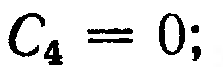 C₄ = 0;